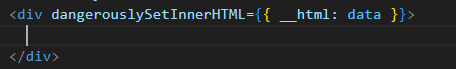 <div dangerouslySetInnerHTML={{ __html: data }}>
</div>